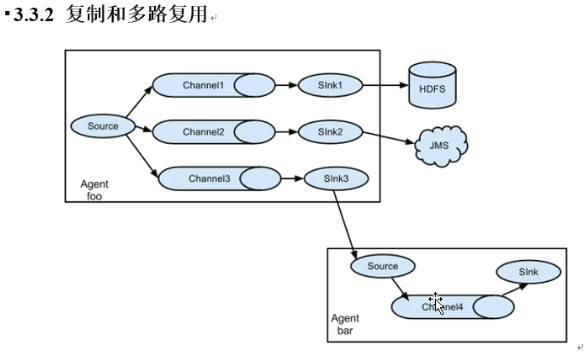 ▪3.3.2 复制和多路复用
Channel1
SInk1
HDFS
Source
Channel2
SInk2
JMS
Channel3
SInk3
Agent
foo
Source
SInk
Channel4
Agent
bar